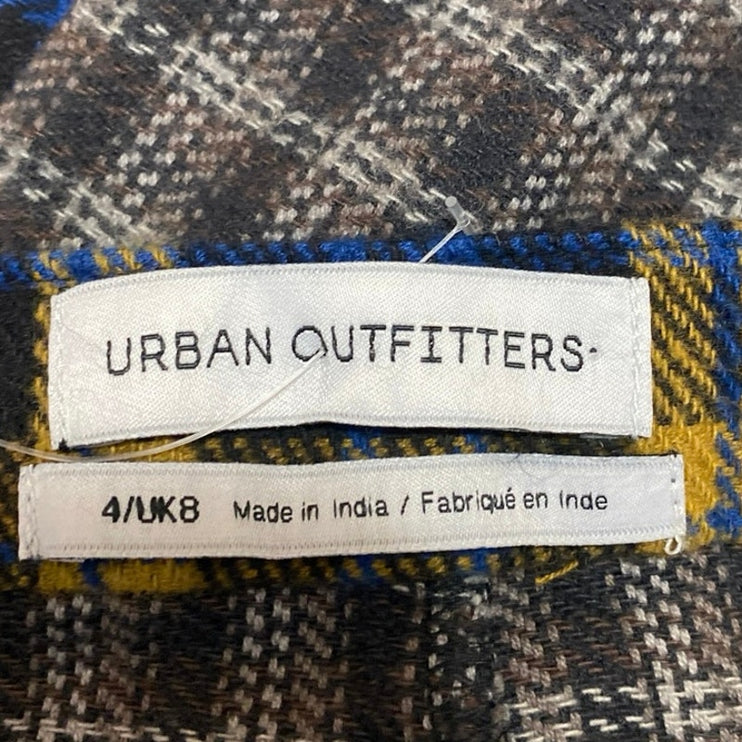 URBAN OUTFITTERS
4/UK8 Made in India / Fabriqué en Inde